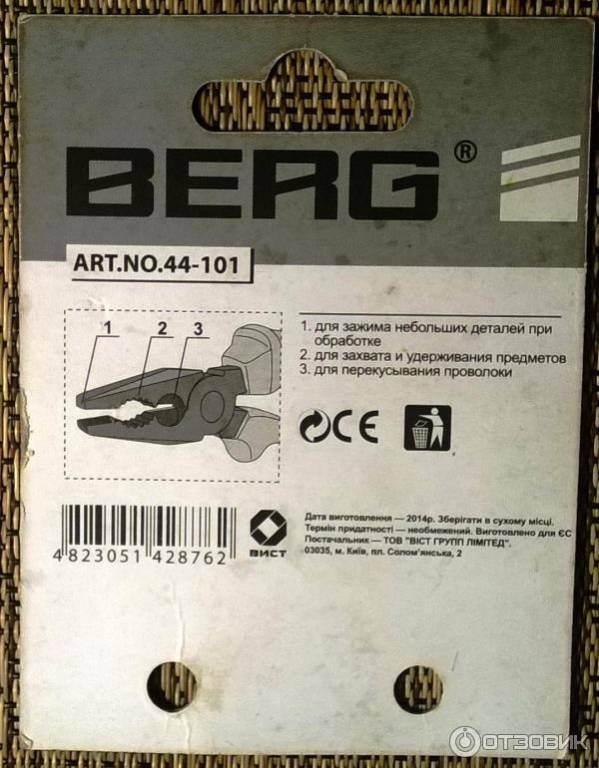 BERG®
ART.NO.44-101
1 2 3
1. для зажима небольших деталей при
обработке
2. для захвата и удерживания предметов
3. для перекусывания проволоки
CE
4 823051 428762
ВИСТ
Дата виготовлення — 2014р. Зберігати в сухому місці.
Термін придатності — необмежений. Виготовлено для ЄС
Постачальник — ТОВ "ВІСТ ГРУПП ЛІМІТЕД",
03035, м. Київ, пл. Солом'янська, 2
ОТЗОВИК